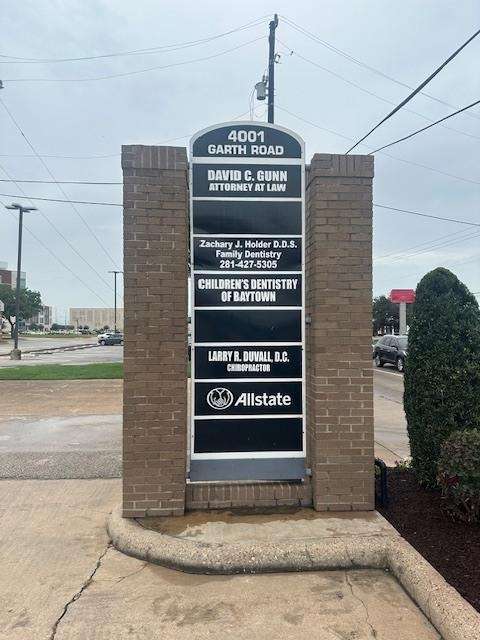 4001
GARTH ROAD
DAVID C. GUNN
ATTORNEY AT LAW
Zachary J. Holder D.D.S.
Family Dentistry
281-427-5305
CHILDREN'S DENTISTRY
OF BAYTOWN
LARRY R. DUVALL, D.C.
CHIROPRACTOR
Allstate